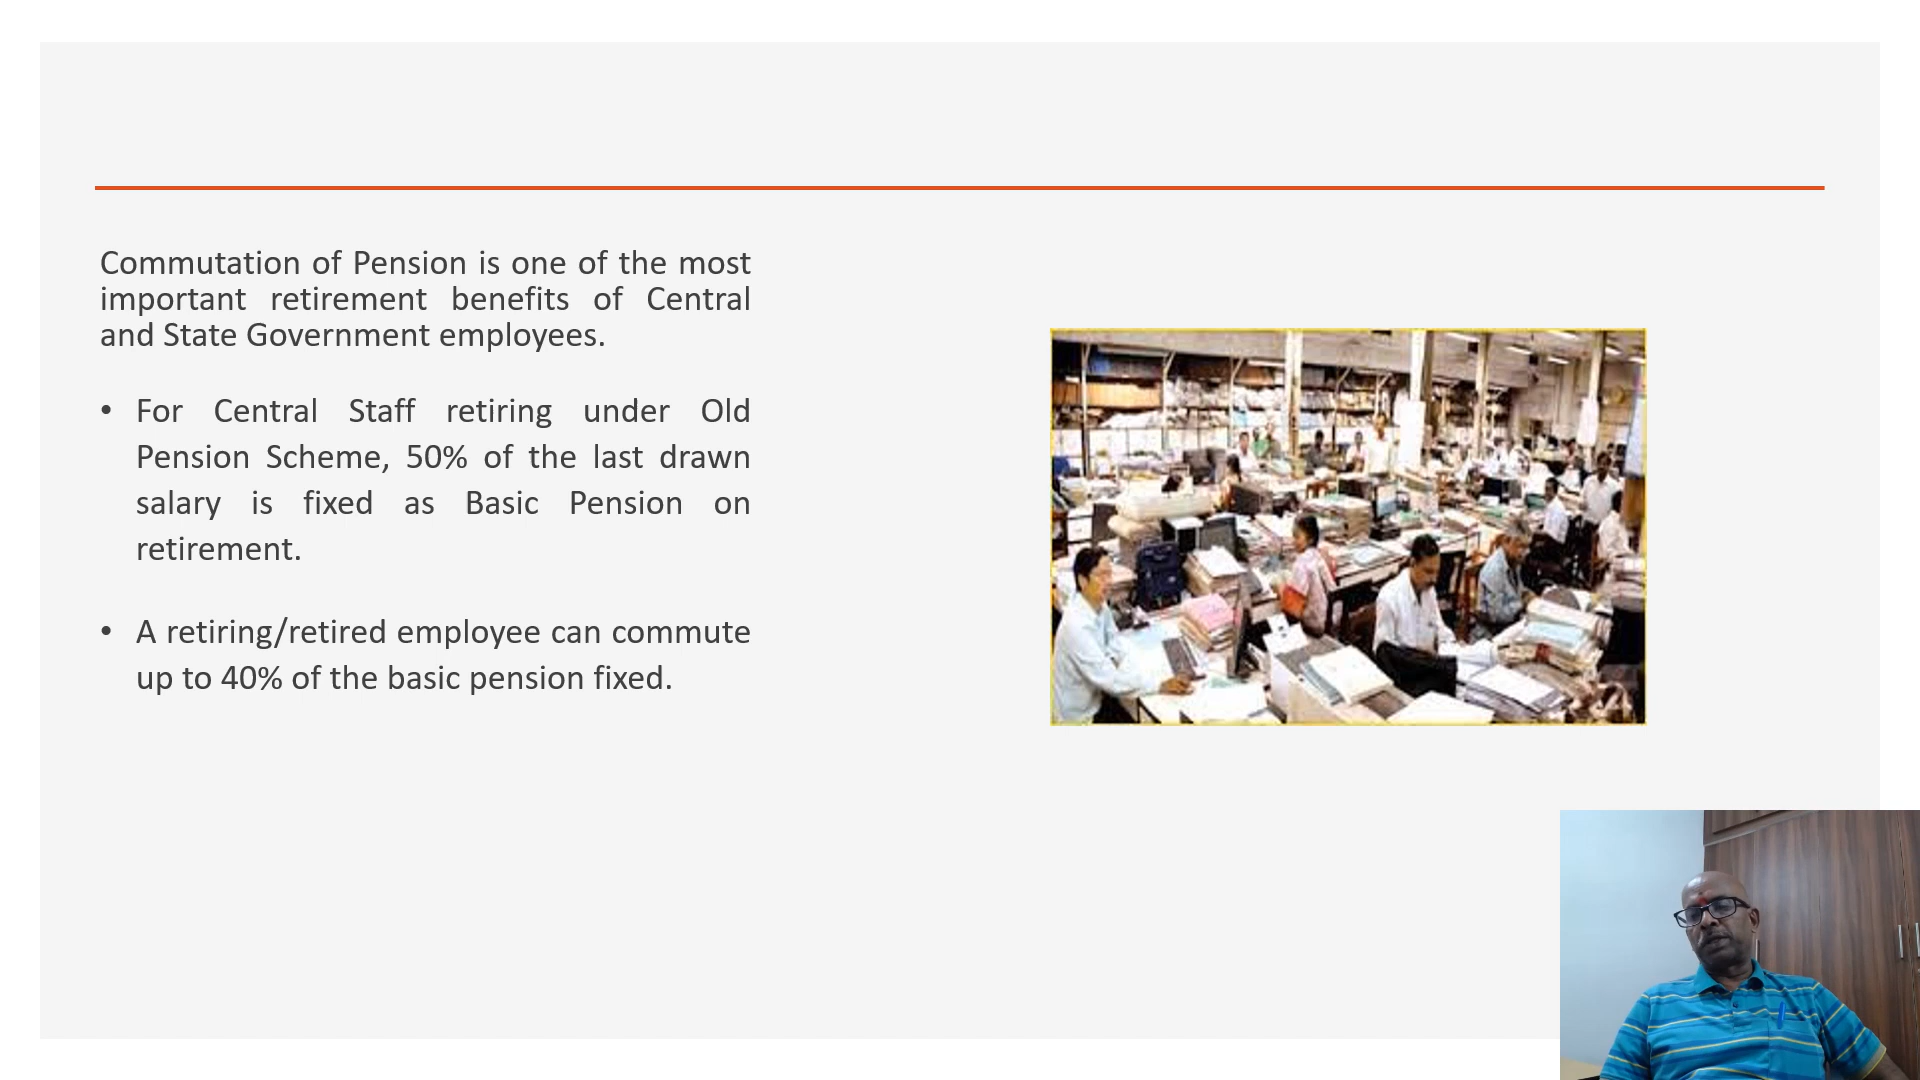 Commutation of Pension is one of the most
important retirement benefits of Central
and State Government employees.
• For Central Staff retiring under Old
Pension Scheme, 50% of the last drawn
salary is fixed as Basic Pension on
retirement.
• A retiring/retired employee can commute
up to 40% of the basic pension fixed.